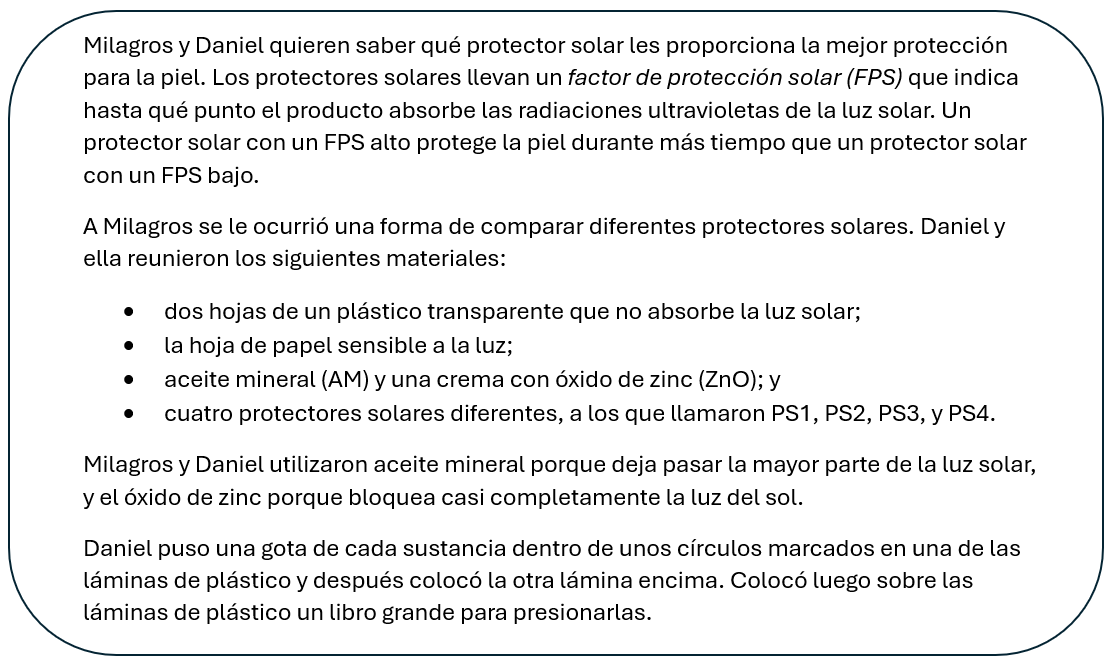 Milagros y Daniel quieren saber qué protector solar les proporciona la mejor protección
para la piel. Los protectores solares llevan un factor de protección solar (FPS) que indica
hasta qué punto el producto absorbe las radiaciones ultravioletas de la luz solar. Un
protector solar con un FPS alto protege la piel durante más tiempo que un protector solar
con un FPS bajo.
A Milagros se le ocurrió una forma de comparar diferentes protectores solares. Daniel y
ella reunieron los siguientes materiales:
• dos hojas de un plástico transparente que no absorbe la luz solar;
• la hoja de papel sensible a la luz;
• aceite mineral (AM) y una crema con óxido de zinc (ZnO); y
• cuatro protectores solares diferentes, a los que llamaron PS1, PS2, PS3, y PS4.
Milagros y Daniel utilizaron aceite mineral porque deja pasar la mayor parte de la luz solar,
y el óxido de zinc porque bloquea casi completamente la luz del sol.
Daniel puso una gota de cada sustancia dentro de unos círculos marcados en una de las
láminas de plástico y después colocó la otra lámina encima. Colocó luego sobre las
láminas de plástico un libro grande para presionarlas.